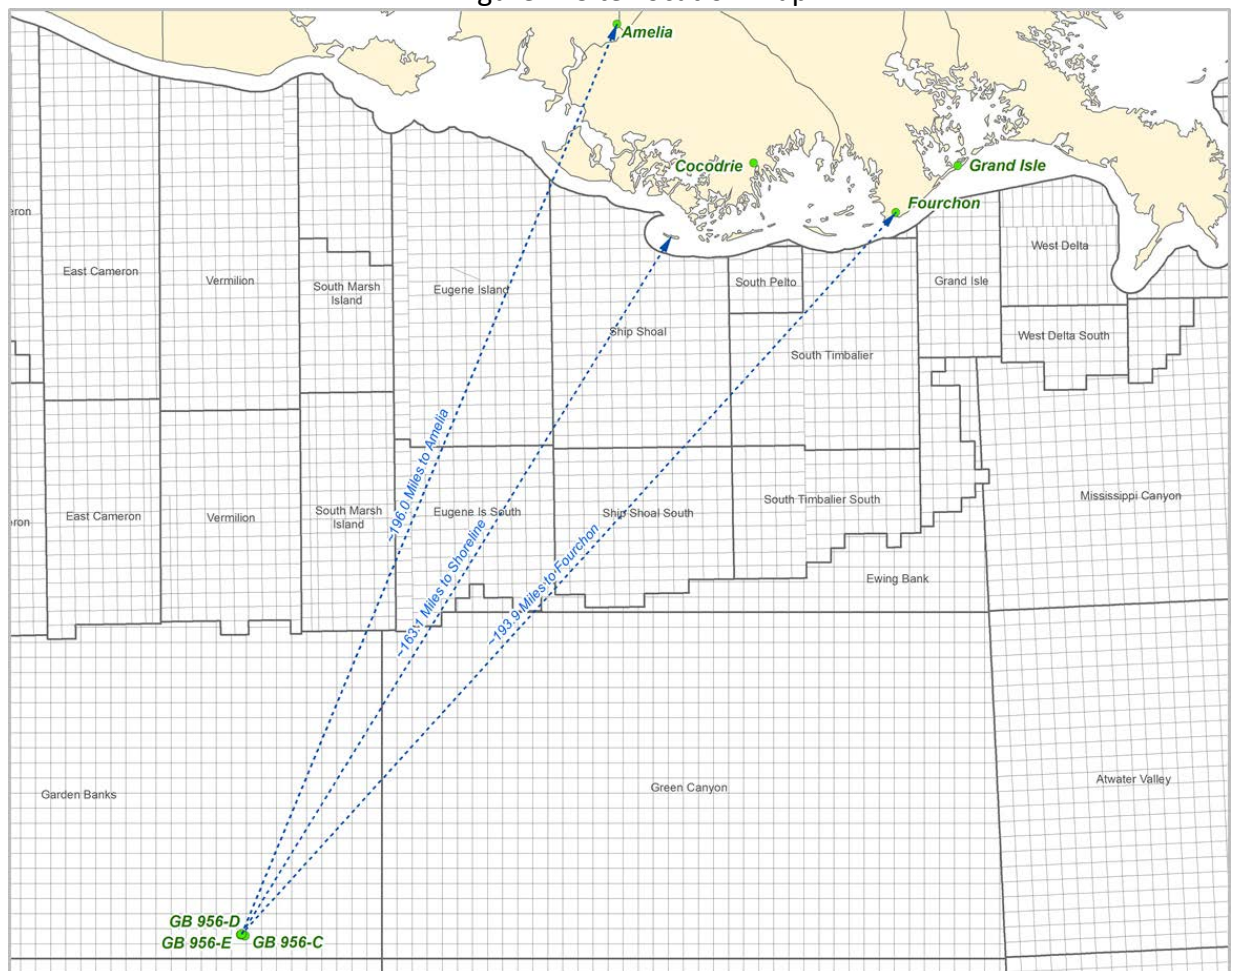 Amelia
Cocodrie
Grand Isle
Fourchon
eron
East Cameron
Vermilion
South Marsh
Island
Eugene Island
Ship Shoal
South Pelto
South Timbalier
Grand Isle
West Delta
West Delta South
~196.0 Miles to Amelia
~163.1 Miles to Shoreline
~193.9 Miles to Fourchon
eron
East Cameron
Vermilion
South Marsh
Island
Eugene Is South
Ship Shoal South
South Timbalier South
Mississippi Canyon
Ewing Bank
Garden Banks
Green Canyon
Atwater Valley
GB 956-D
GB 956-E
GB 956-C